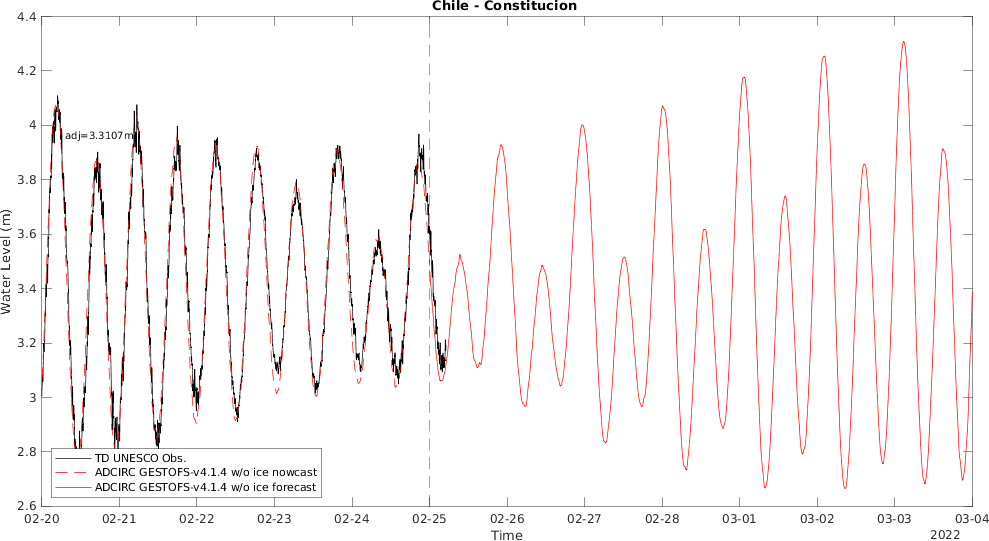 Chile - Constitucion
4.4
4.2
4
3.8
3.6
3.4
3.2
3
2.8
2.6
Water Level (m)
adj=3.3107m
TD UNESCO Obs.
ADCIRC GESTOFS-v4.1.4 w/o ice nowcast
ADCIRC GESTOFS-v4.1.4 w/o ice forecast
02-20 02-21 02-22 02-23 02-24 02-25 02-26 02-27 02-28 03-01 03-02 03-03 03-04
Time
2022